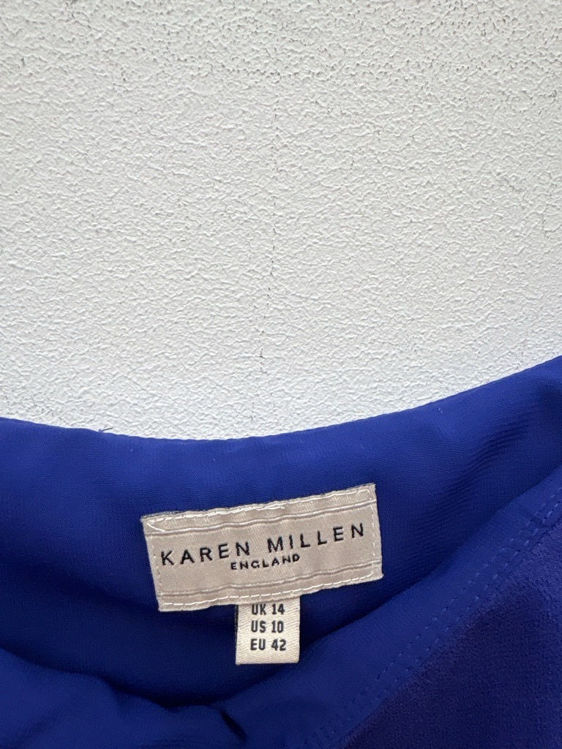 KAREN MILLEN
ENGLAND
UK 14
US 10
EU 42